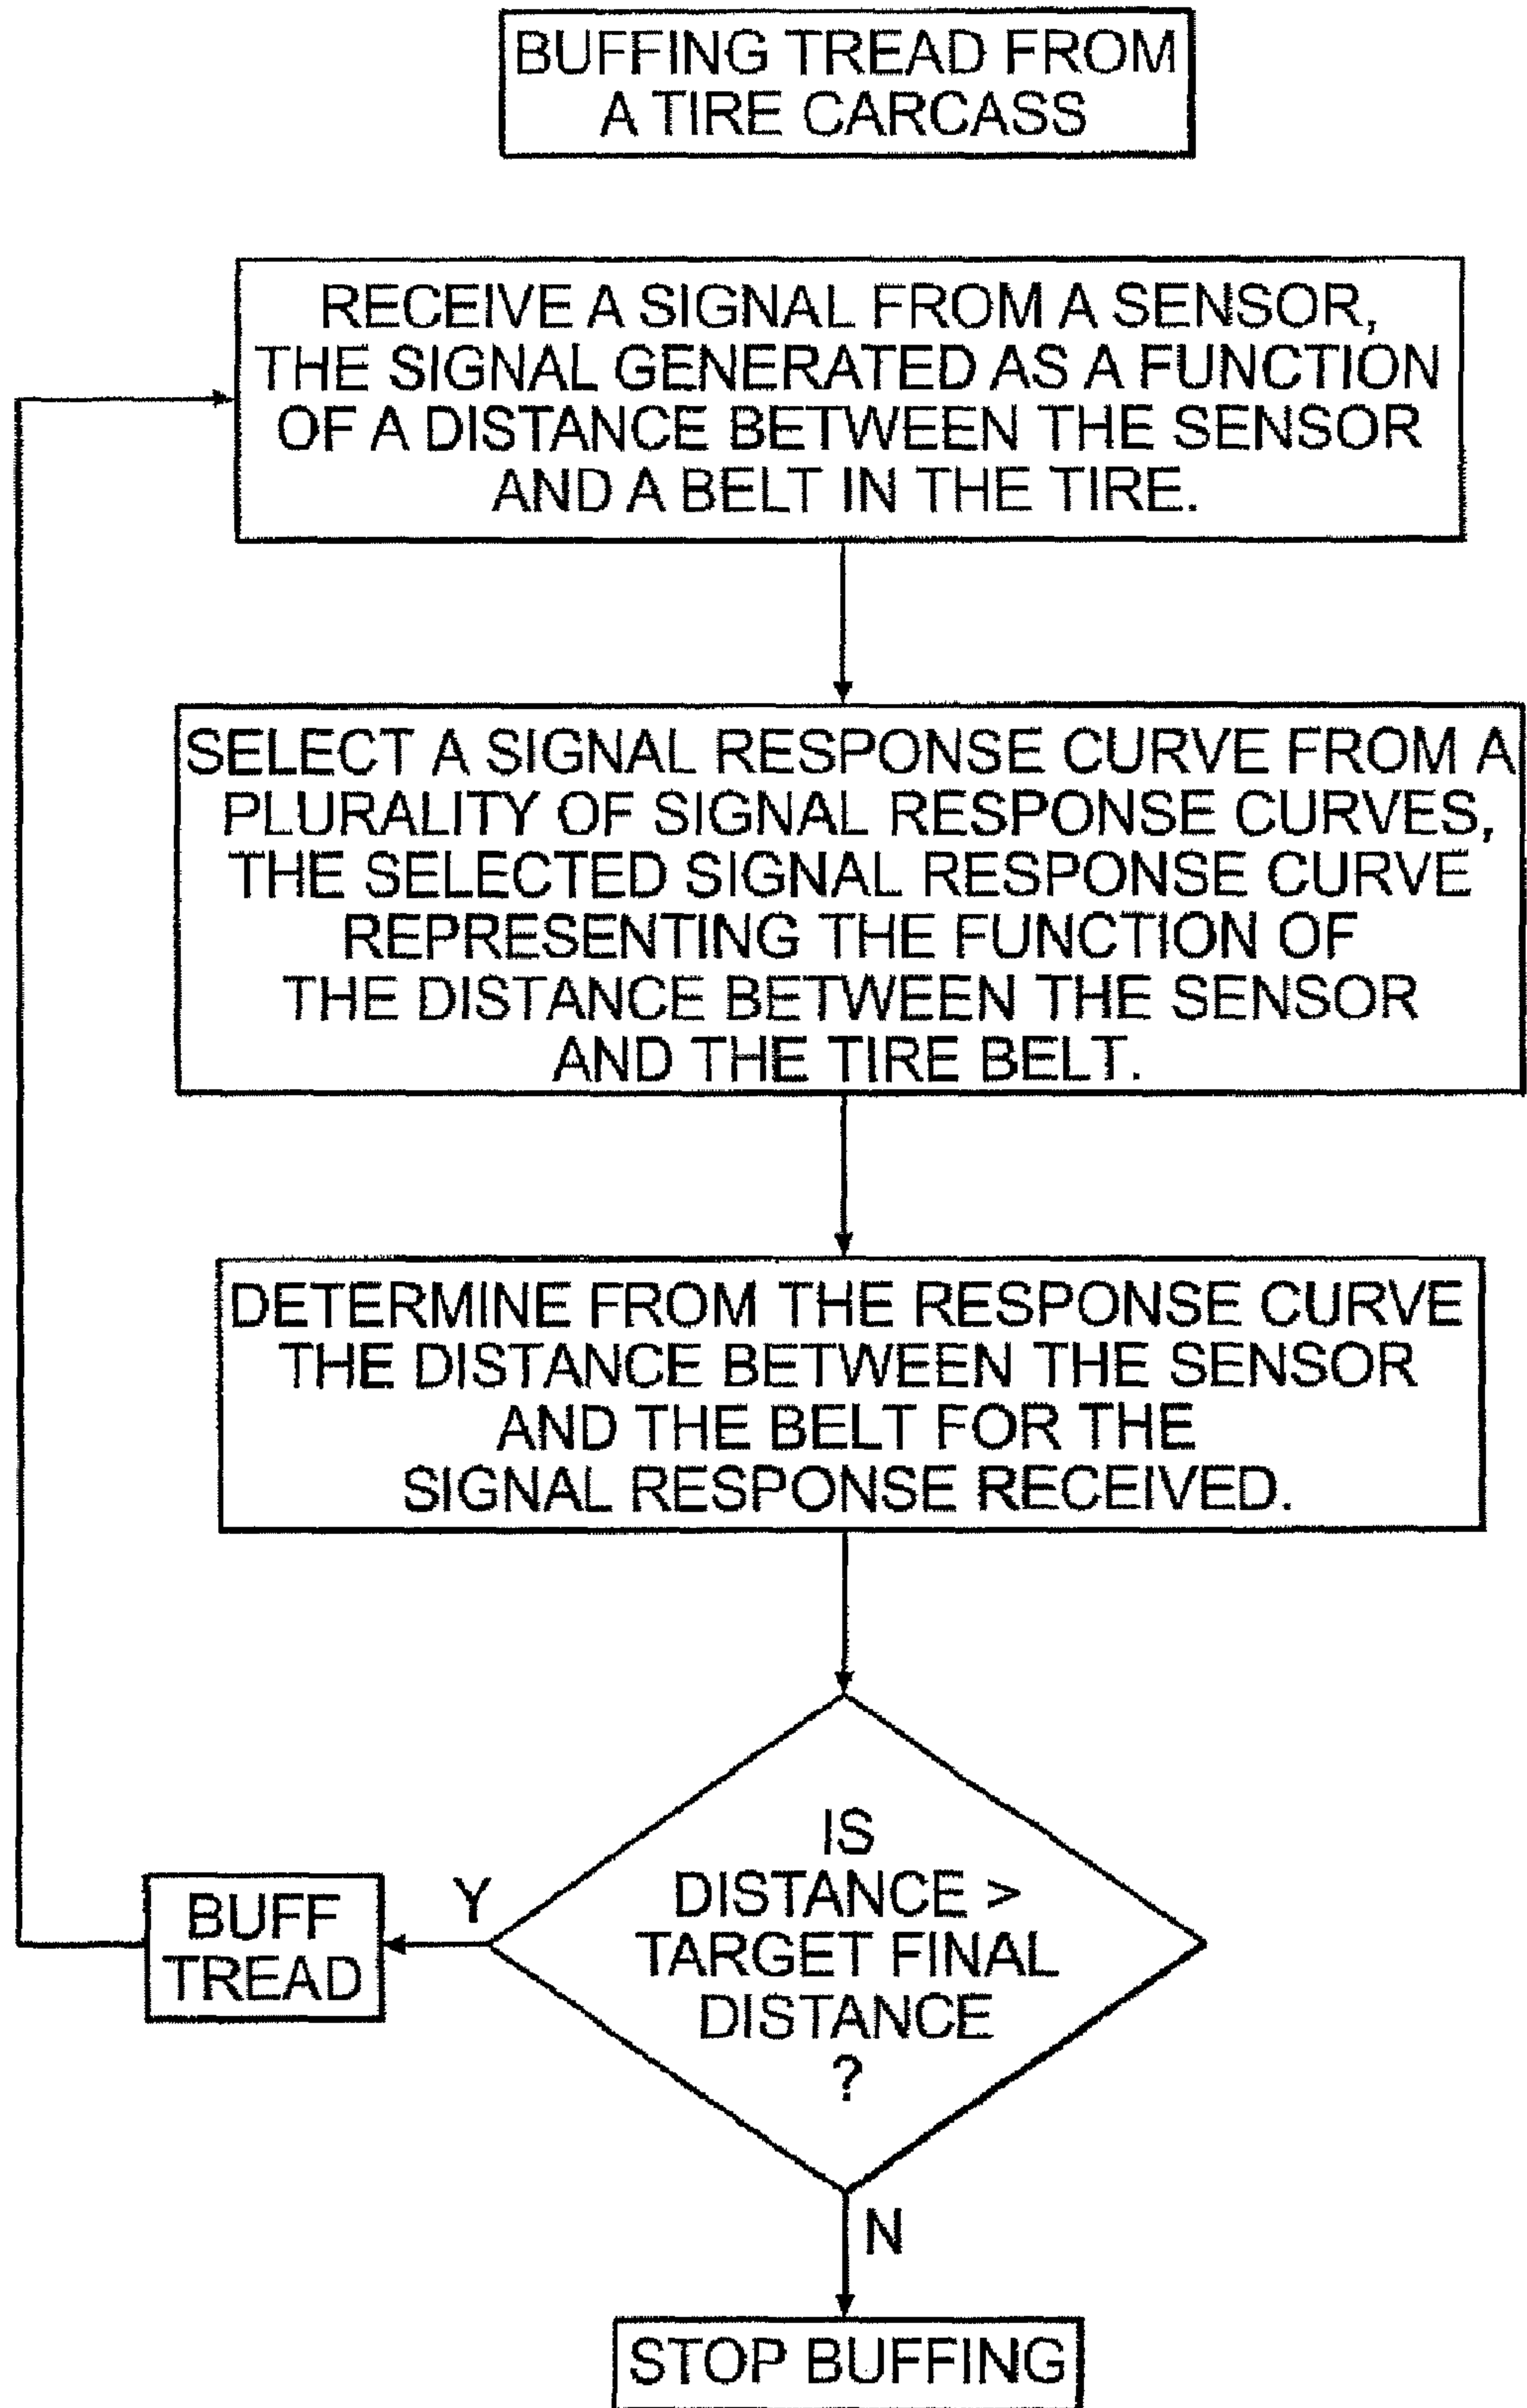 BUFFING TREAD FROM
A TIRE CARCASS
RECEIVE A SIGNAL FROM A SENSOR,
THE SIGNAL GENERATED AS A FUNCTION
OF A DISTANCE BETWEEN THE SENSOR
AND A BELT IN THE TIRE.
SELECT A SIGNAL RESPONSE CURVE FROM A
PLURALITY OF SIGNAL RESPONSE CURVES,
THE SELECTED SIGNAL RESPONSE CURVE
REPRESENTING THE FUNCTION OF
THE DISTANCE BETWEEN THE SENSOR
AND THE TIRE BELT.
DETERMINE FROM THE RESPONSE CURVE
THE DISTANCE BETWEEN THE SENSOR
AND THE BELT FOR THE
SIGNAL RESPONSE RECEIVED.
IS
DISTANCE >
TARGET FINAL
DISTANCE
?
Y
BUFF
TREAD
N
STOP BUFFING